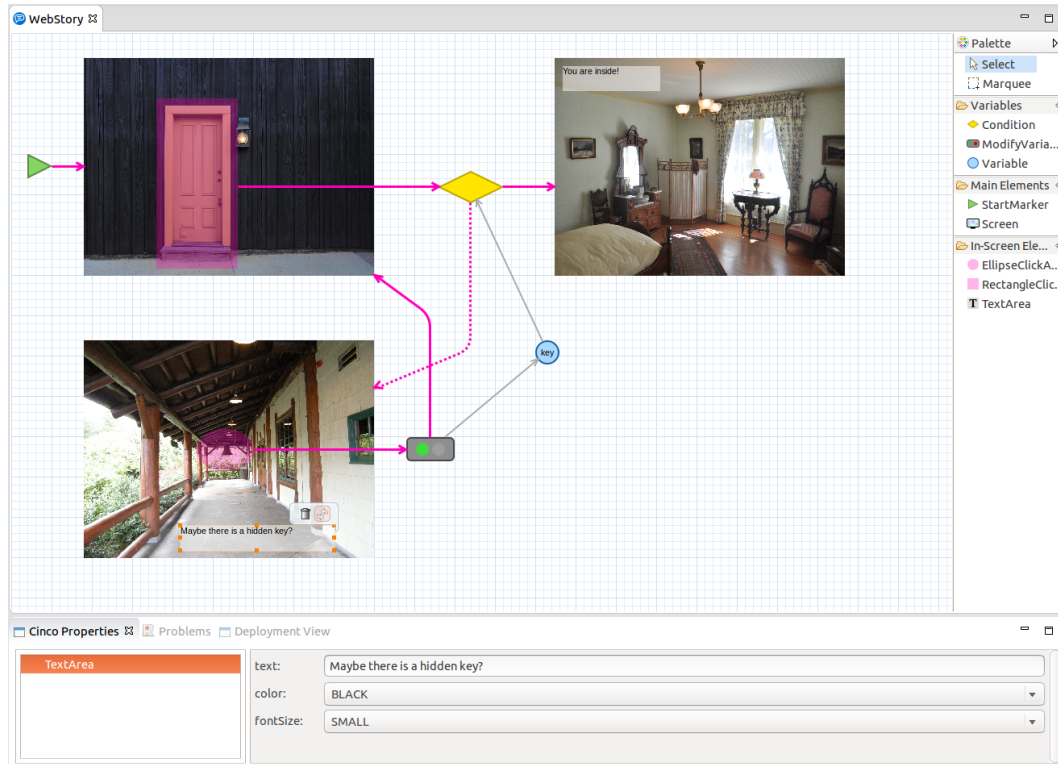 WebStory
Palette
Select
Marquee
Variables
Condition
ModifyVaria...
Variable
Main Elements
StartMarker
Screen
In-Screen Ele...
EllipseClickA...
RectangleClic...
TextArea
You are inside!
key
Maybe there is a hidden key?
Cinco Properties
Problems
Deployment View
TextArea
text: Maybe there is a hidden key?
color: BLACK
fontSize: SMALL
T